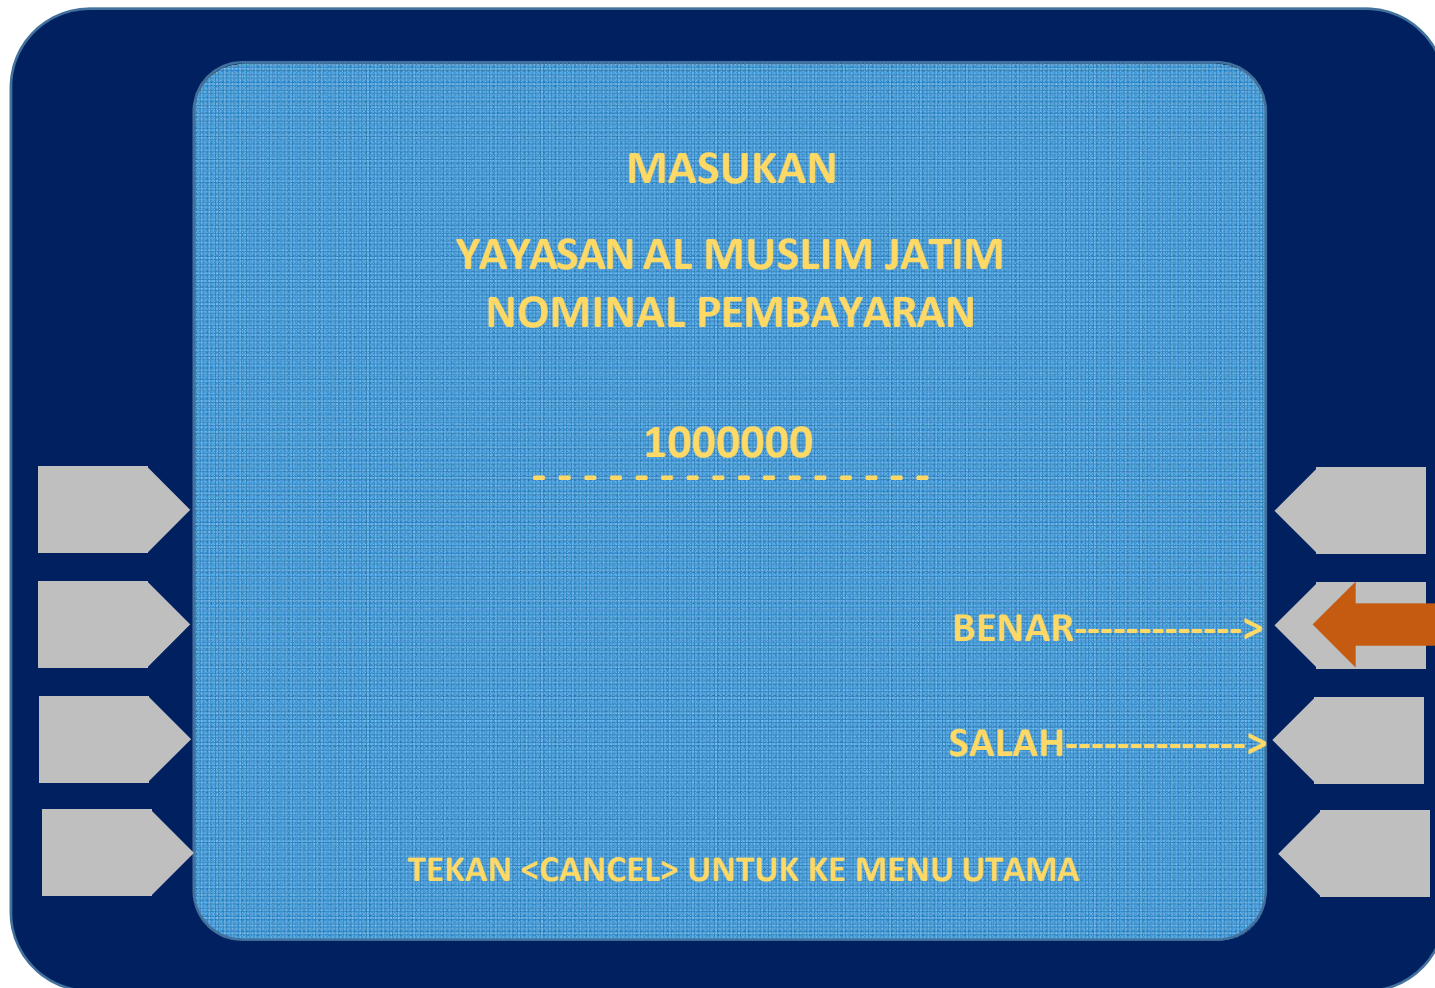 MASUKAN
YAYASAN AL MUSLIM JATIM
NOMINAL PEMBAYARAN
1000000
- - - - - - - - - - - - - - - -
BENAR------------->
SALAH-------------->
TEKAN <CANCEL> UNTUK KE MENU UTAMA